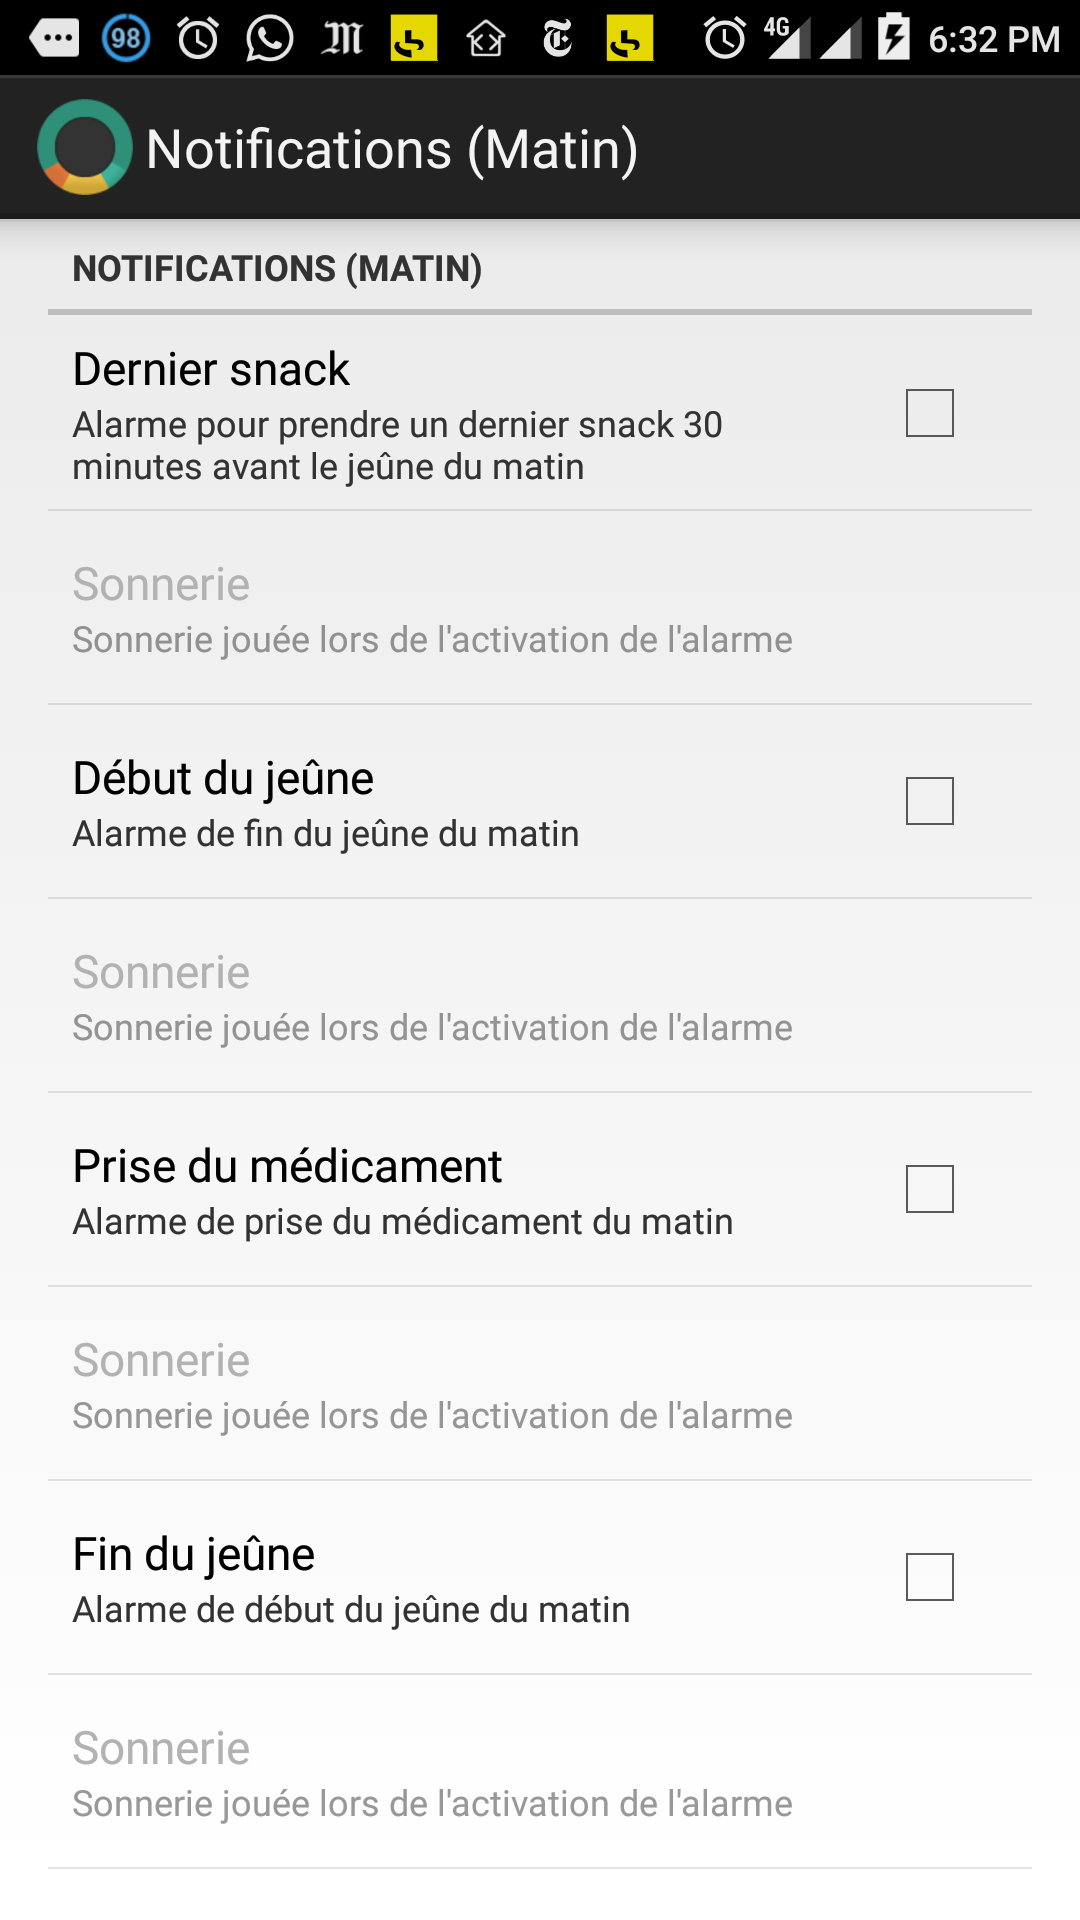 98
4G
6:32 PM
Notifications (Matin)
NOTIFICATIONS (MATIN)
Dernier snack
Alarme pour prendre un dernier snack 30
minutes avant le jeûne du matin
Sonnerie
Sonnerie jouée lors de l'activation de l'alarme
Début du jeûne
Alarme de fin du jeûne du matin
Sonnerie
Sonnerie jouée lors de l'activation de l'alarme
Prise du médicament
Alarme de prise du médicament du matin
Sonnerie
Sonnerie jouée lors de l'activation de l'alarme
Fin du jeûne
Alarme de début du jeûne du matin
Sonnerie
Sonnerie jouée lors de l'activation de l'alarme